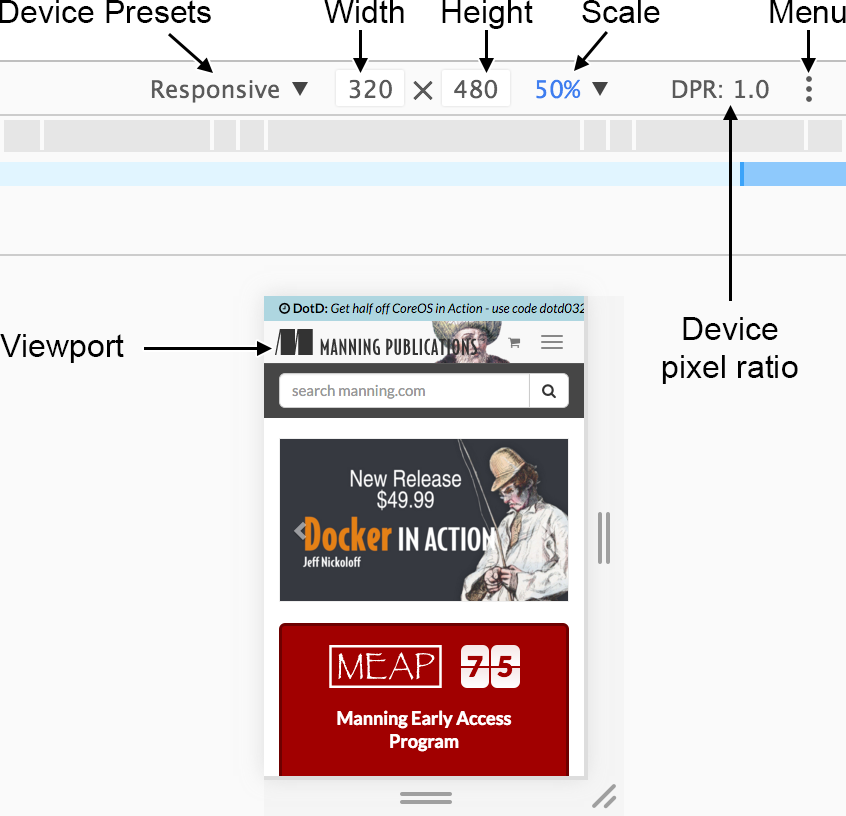 Device Presets Width Height Scale Menu
Responsive ▼ 320 × 480 50% ▼ DPR: 1.0
DotD: Get half off CoreOS in Action - use code dotd032
Viewport
MANNING PUBLICATIONS
Device
pixel ratio
search manning.com
New Release
$49.99
Docker IN ACTION
Jeff Nickoloff
MEAP 75
Manning Early Access
Program